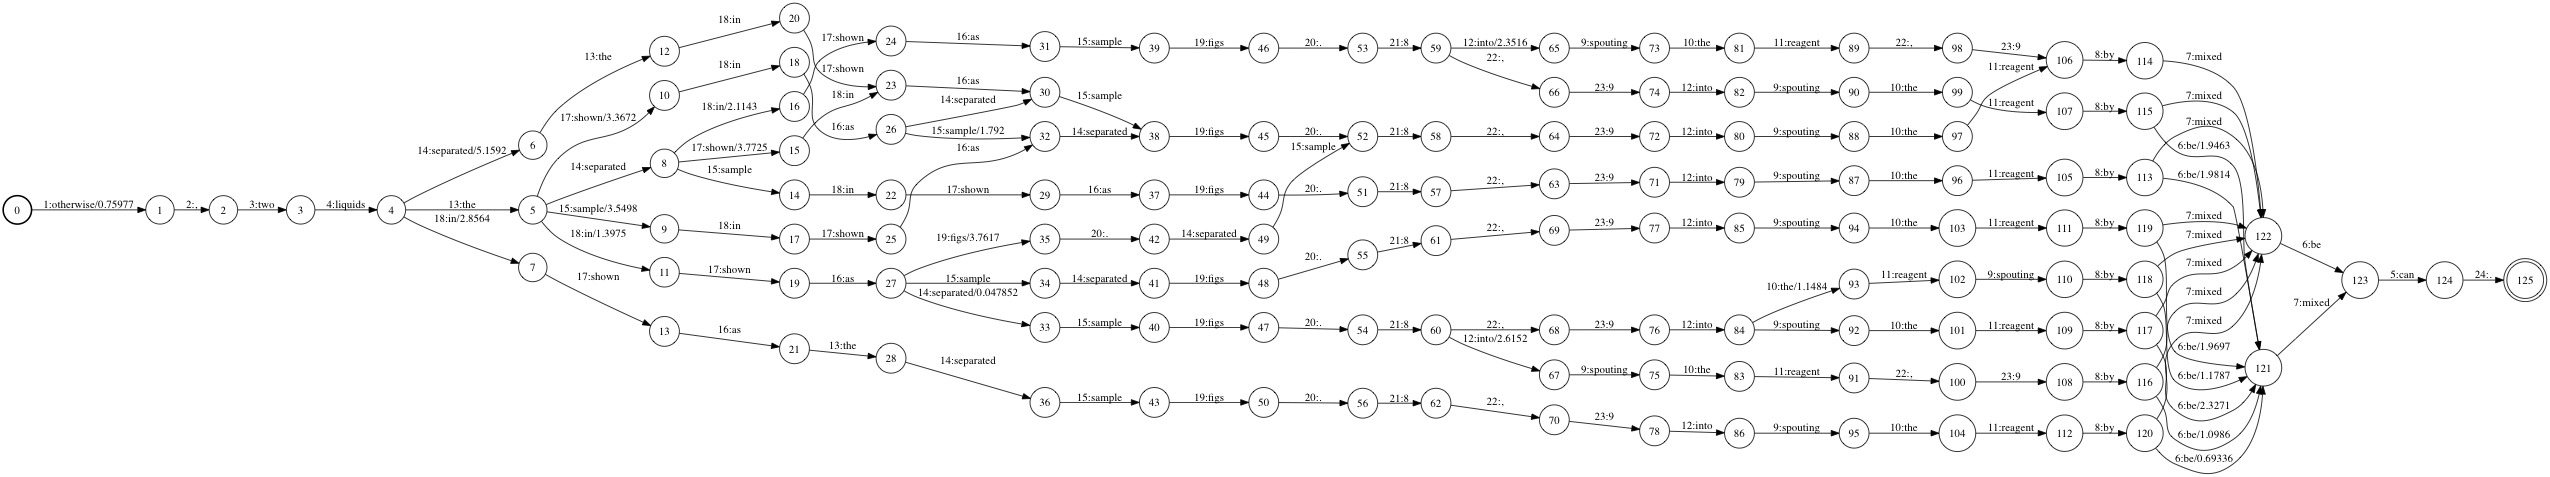 0 1:otherwise/0.75977 1 2:, 2 3:two 3 4:liquids 4
14:separated/5.1592 6 13:the 12 18:in 20 17:shown 23 16:as 30 15:sample 38 19:figs 45 20:. 52 21:8 58 22:, 64 23:9 72 12:into 80 9:spouting 88 10:the 97 11:reagent 106 8:by 114 7:mixed
13:the 5 17:shown/3.3672 10 18:in 18 16:as 26 14:separated
15:sample/1.792 32 14:separated
14:separated 8 18:in/2.1143 16 17:shown 24 16:as 31 15:sample 39 19:figs 46 20:. 53 21:8 59 12:into/2.3516 65 9:spouting 73 10:the 81 11:reagent 89 22:, 98 23:9
22:, 66 23:9 74 12:into 82 9:spouting 90 10:the 99 11:reagent 107 8:by 115 7:mixed
6:be/1.9463
17:shown/3.7725 15 18:in
15:sample 14 18:in 22 17:shown 29 16:as 37 19:figs 44 20:. 51 21:8 57 22:, 63 23:9 71 12:into 79 9:spouting 87 10:the 96 11:reagent 105 8:by 113 7:mixed
6:be/1.9814
15:sample/3.5498 9 18:in 17 17:shown 25 16:as
18:in/1.3975 11 17:shown 19 16:as 27 19:figs/3.7617 35 20:. 42 14:separated 49 15:sample
15:sample 34 14:separated 41 19:figs 48 20:. 55 21:8 61 22:, 69 23:9 77 12:into 85 9:spouting 94 10:the 103 11:reagent 111 8:by 119 7:mixed
14:separated/0.047852 33 15:sample 40 19:figs 47 20:. 54 21:8 60 22:, 68 23:9 76 12:into 84 10:the/1.1484 93 11:reagent 102 9:spouting 110 8:by 118 7:mixed
9:spouting 92 10:the 101 11:reagent 109 8:by 117 7:mixed
12:into/2.6152 67 9:spouting 75 10:the 83 11:reagent 91 22:, 100 23:9 108 8:by 116 7:mixed
18:in/2.8564 7 17:shown 13 16:as 21 13:the 28 14:separated 36 15:sample 43 19:figs 50 20:. 56 21:8 62 22:, 70 23:9 78 12:into 86 9:spouting 95 10:the 104 11:reagent 112 8:by 120 7:mixed
6:be/1.9697
6:be/1.1787
6:be/2.3271
6:be/1.0986
6:be/0.69336
122 6:be 123 5:can 124 24:. 125
121 7:mixed